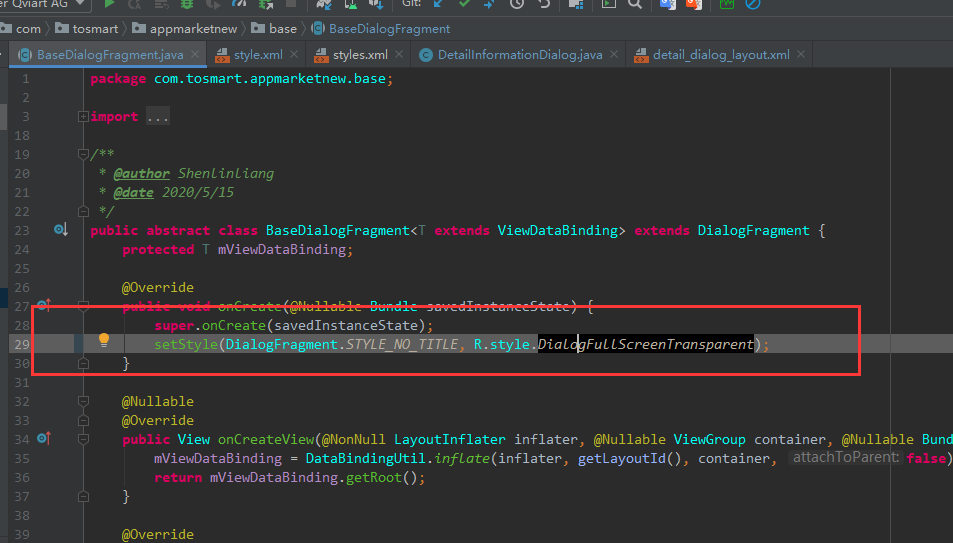 er Qviart AG
Git:
com
tosmart
appmarketnew
base
BaseDialogFragment
BaseDialogFragment.java
style.xml
styles.xml
DetailInformationDialog.java
detail_dialog_layout.xml
1 package com.tosmart.appmarketnew.base;
2
3 import ...
18
19 /**
20 * @author Shenlinliang
21 * @date 2020/5/15
22 */
23 public abstract class BaseDialogFragment<T extends ViewDataBinding> extends DialogFragment {
24 protected T mViewDataBinding;
25
26 @Override
27 public void onCreate(@Nullable Bundle savedInstanceState) {
28 super.onCreate(savedInstanceState);
29 setStyle(DialogFragment.STYLE_NO_TITLE, R.style.DialogFullScreenTransparent);
30 }
31
32 @Nullable
33 @Override
34 public View onCreateView(@NonNull LayoutInflater inflater, @Nullable ViewGroup container, @Nullable Bund
35 mViewDataBinding = DataBindingUtil.inflate(inflater, getLayoutId(), container, attachToParent: false)
36 return mViewDataBinding.getRoot();
37 }
38
39 @Override